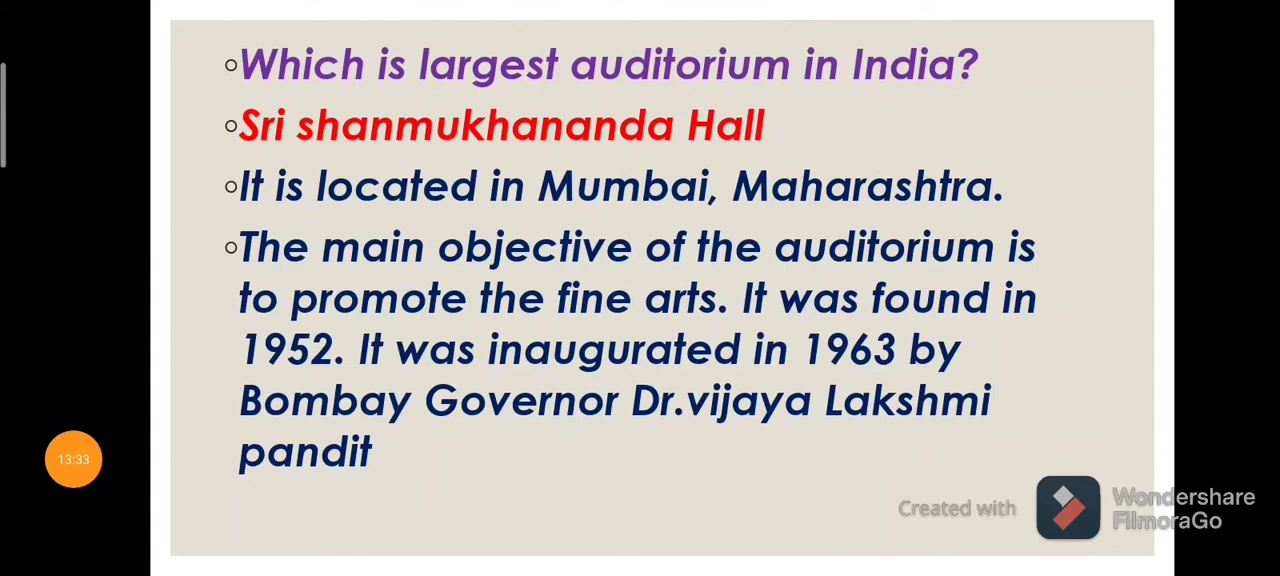 ◦Which is largest auditorium in India?
◦Sri shanmukhananda Hall
◦It is located in Mumbai, Maharashtra.
◦The main objective of the auditorium is
to promote the fine arts. It was found in
1952. It was inaugurated in 1963 by
Bombay Governor Dr.vijaya Lakshmi
pandit
13:33
Created with
Wondershare
FilmoraGo